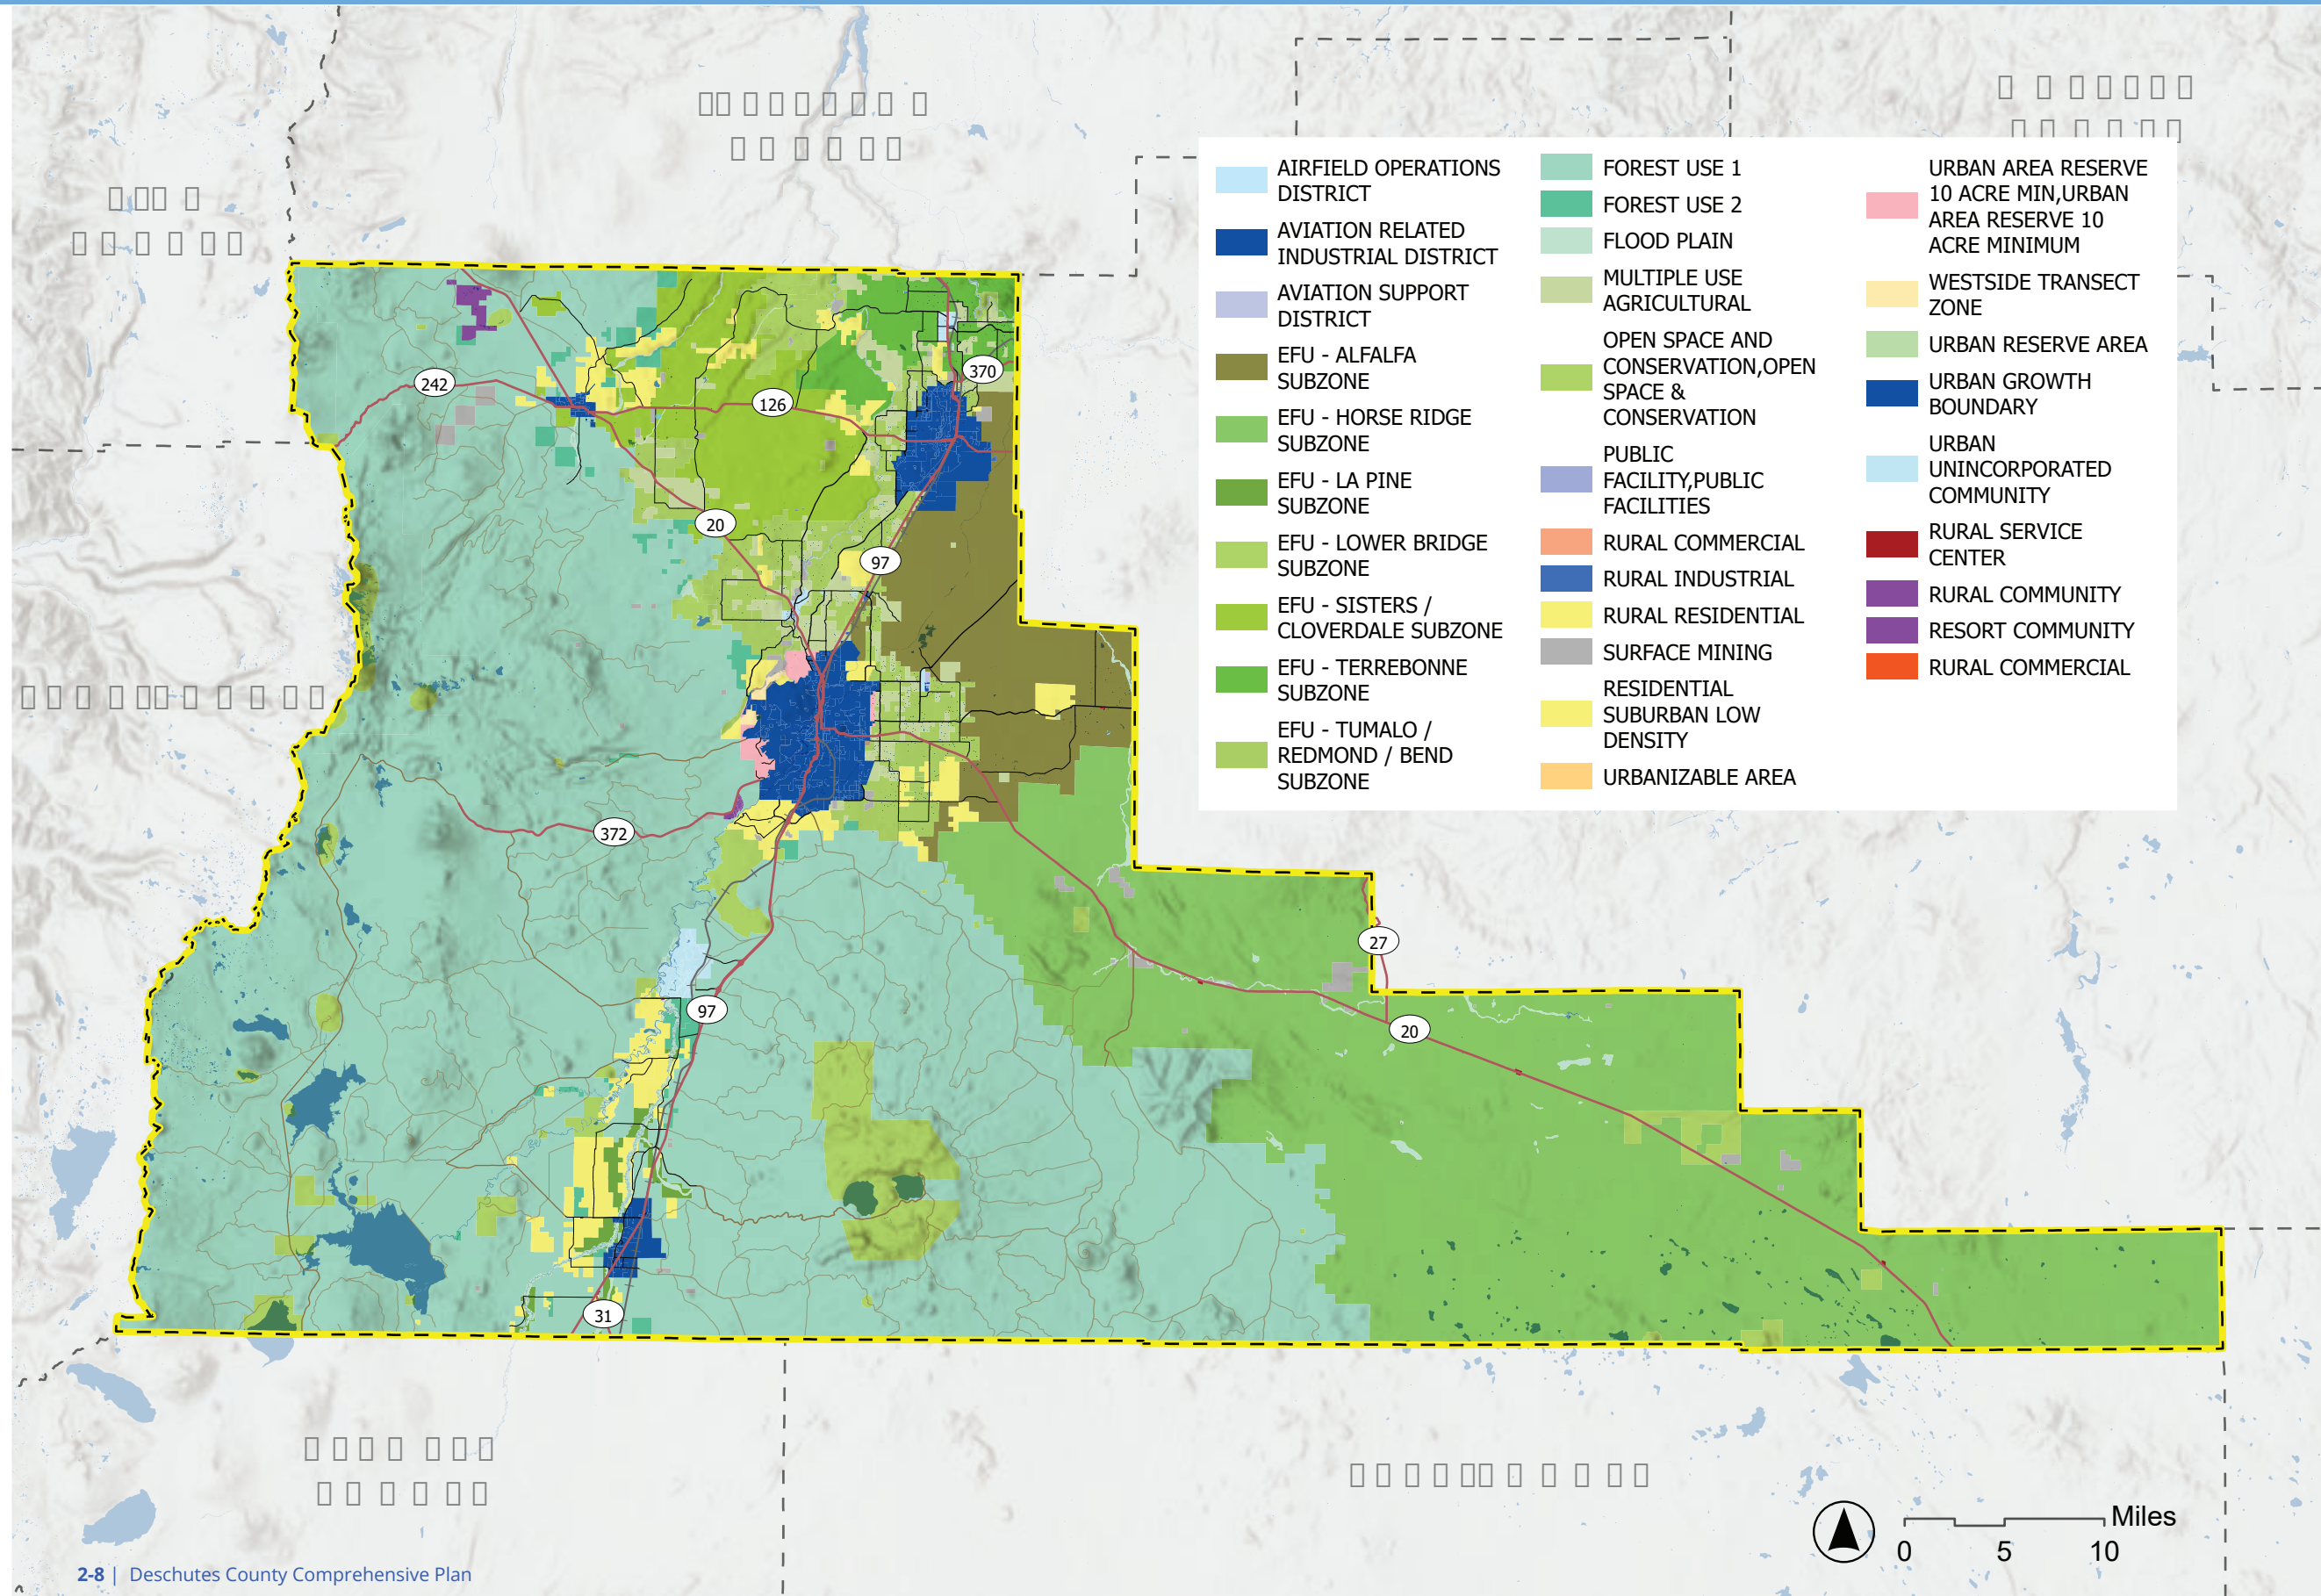 AIRFIELD OPERATIONS
DISTRICT
AVIATION RELATED
INDUSTRIAL DISTRICT
AVIATION SUPPORT
DISTRICT
EFU - ALFALFA
SUBZONE
EFU - HORSE RIDGE
SUBZONE
EFU - LA PINE
SUBZONE
EFU - LOWER BRIDGE
SUBZONE
EFU - SISTERS /
CLOVERDALE SUBZONE
EFU - TERREBONNE
SUBZONE
EFU - TUMALO /
REDMOND / BEND
SUBZONE
FOREST USE 1
FOREST USE 2
FLOOD PLAIN
MULTIPLE USE
AGRICULTURAL
OPEN SPACE AND
CONSERVATION,OPEN
SPACE &
CONSERVATION
PUBLIC
FACILITY,PUBLIC
FACILITIES
RURAL COMMERCIAL
RURAL INDUSTRIAL
RURAL RESIDENTIAL
SURFACE MINING
RESIDENTIAL
SUBURBAN LOW
DENSITY
URBANIZABLE AREA
URBAN AREA RESERVE
10 ACRE MIN,URBAN
AREA RESERVE 10
ACRE MINIMUM
WESTSIDE TRANSECT
ZONE
URBAN RESERVE AREA
URBAN GROWTH
BOUNDARY
URBAN
UNINCORPORATED
COMMUNITY
RURAL SERVICE
CENTER
RURAL COMMUNITY
RESORT COMMUNITY
RURAL COMMERCIAL
370
242
126
20
97
372
27
97
20
31
Miles
0 5 10
2-8 | Deschutes County Comprehensive Plan